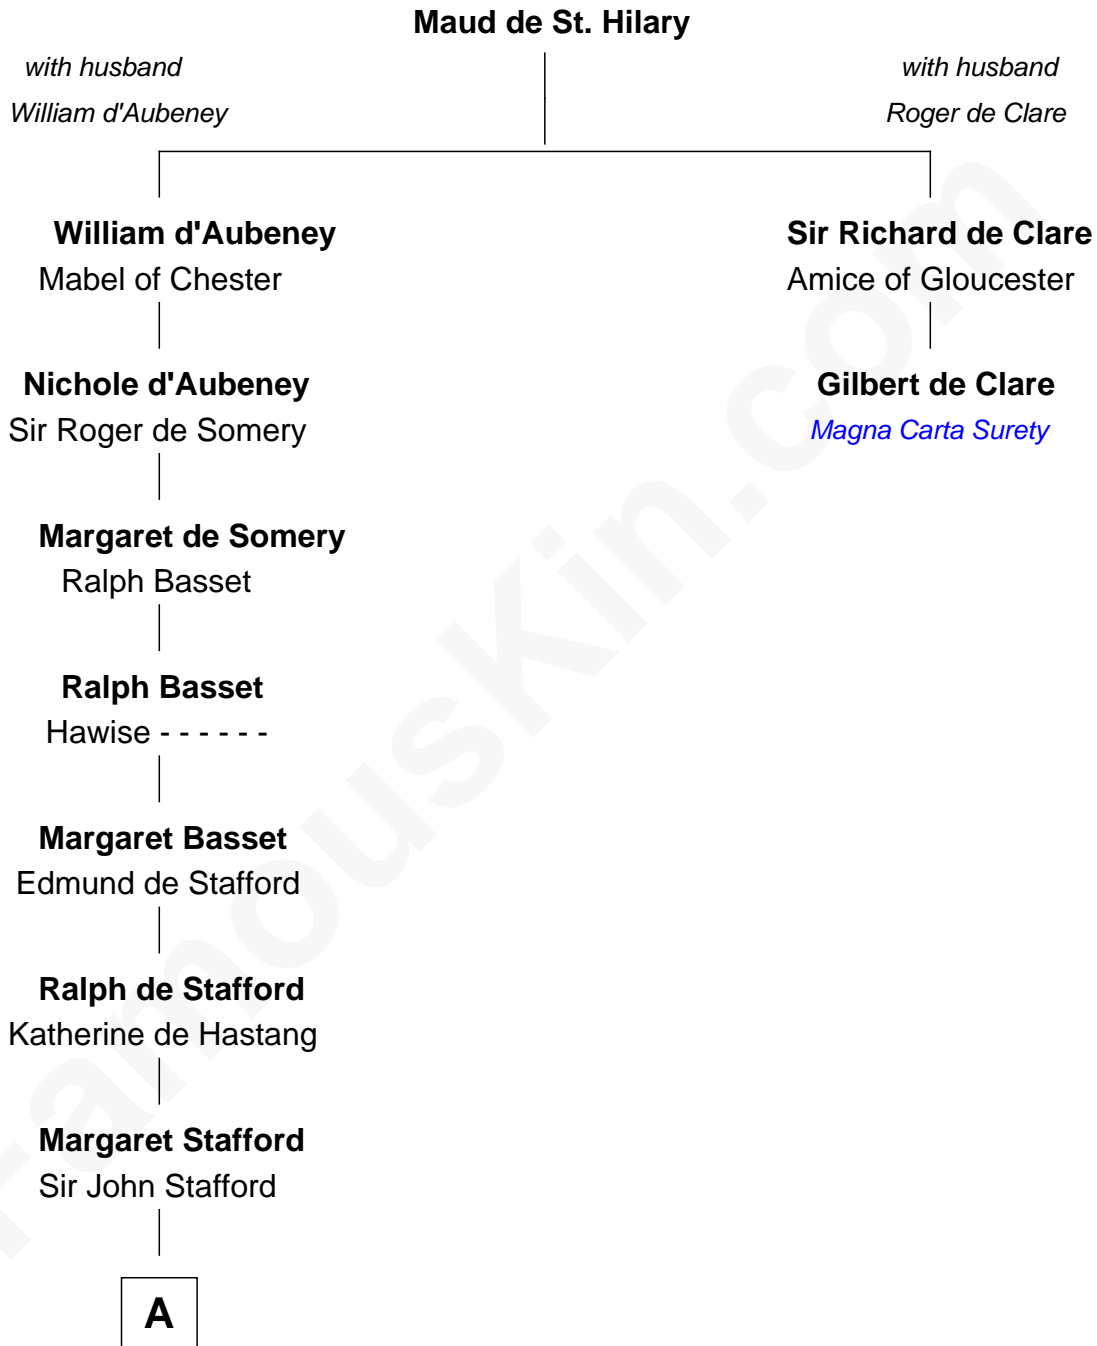 Maud de St. Hilary
with husband
William d'Aubeney
with husband
Roger de Clare
William d'Aubeney
Mabel of Chester
Sir Richard de Clare
Amice of Gloucester
Nichole d'Aubeney
Sir Roger de Somery
Gilbert de Clare
Magna Carta Surety
Margaret de Somery
Ralph Basset
Ralph Basset
Hawise - - - - - -
Margaret Basset
Edmund de Stafford
Ralph de Stafford
Katherine de Hastang
Margaret Stafford
Sir John Stafford
A
FamousKin.com